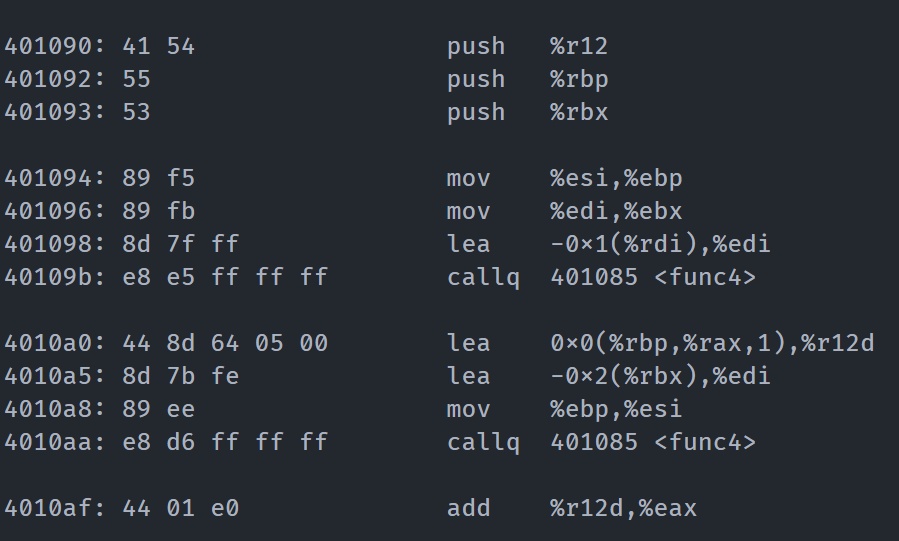 401090: 41 54 push %r12
401092: 55 push %rbp
401093: 53 push %rbx
401094: 89 f5 mov %esi,%ebp
401096: 89 fb mov %edi,%ebx
401098: 8d 7f ff lea -0x1(%rdi),%edi
40109b: e8 e5 ff ff ff callq 401085 <func4>
4010a0: 44 8d 64 05 00 lea 0x0(%rbp,%rax,1),%r12d
4010a5: 8d 7b fe lea -0x2(%rbx),%edi
4010a8: 89 ee mov %ebp,%esi
4010aa: e8 d6 ff ff ff callq 401085 <func4>
4010af: 44 01 e0 add %r12d,%eax